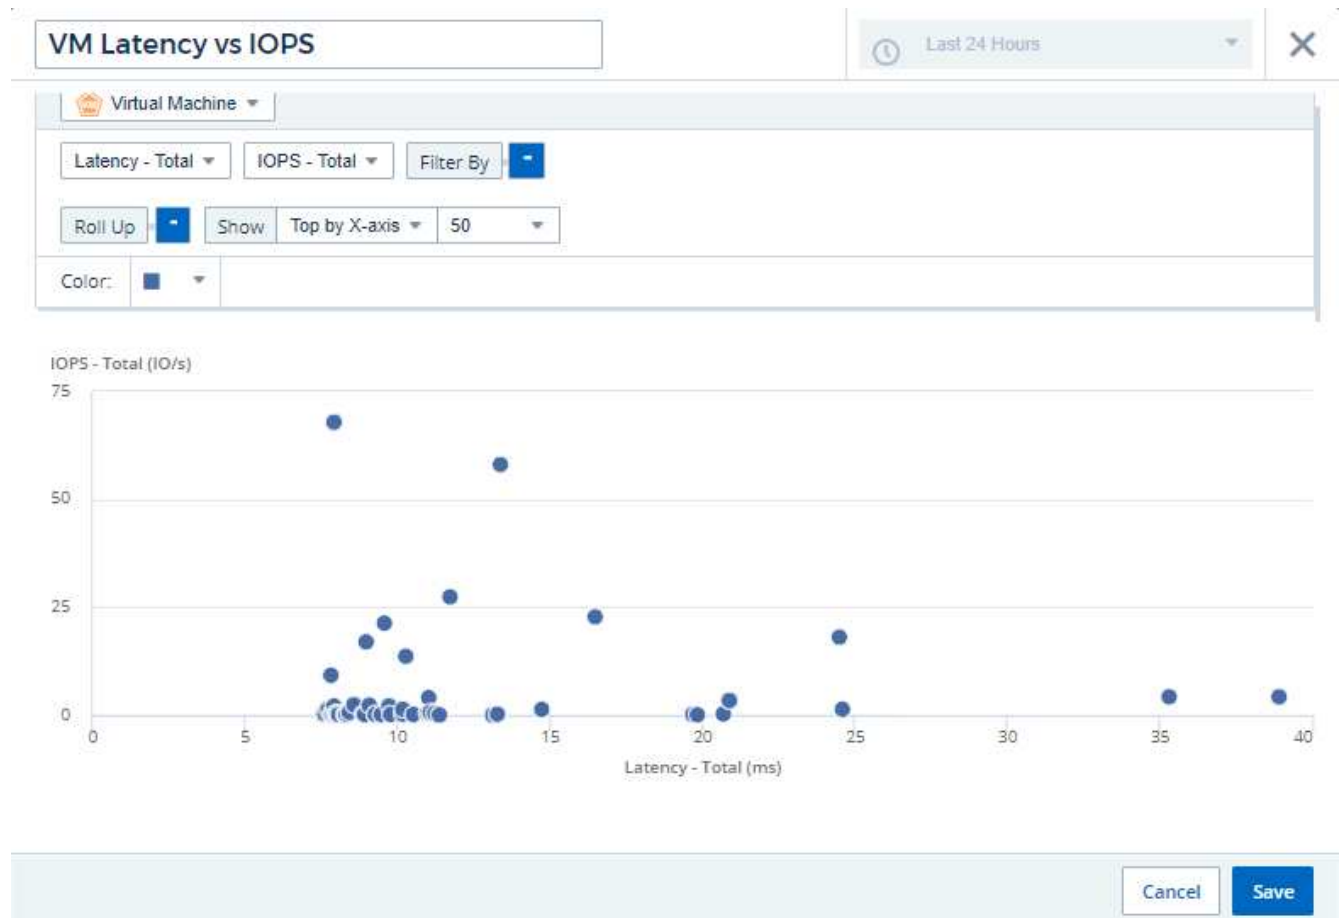 VM Latency vs IOPS
Last 24 Hours
Virtual Machine
Latency - Total IOPS - Total Filter By -
Roll Up - Show Top by X-axis 50
Color:
IOPS - Total (IO/s)
75
50
25
0
0 5 10 15 20 25 30 35 40
Latency - Total (ms)
Cancel Save